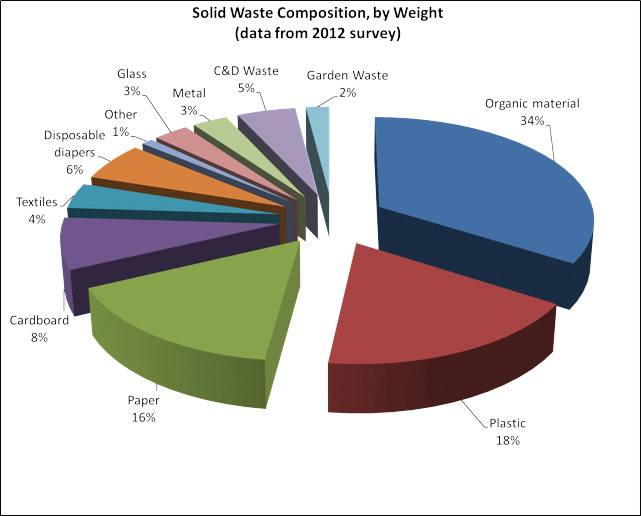 Solid Waste Composition, by Weight
(data from 2012 survey)
Organic material
34%
Plastic
18%
Paper
16%
Cardboard
8%
Textiles
4%
Disposable
diapers
6%
Other
1%
Glass
3%
Metal
3%
C&D Waste
5%
Garden Waste
2%